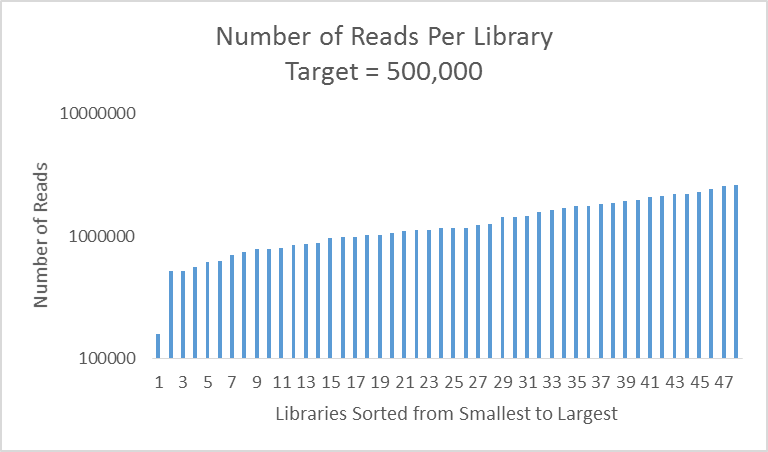 Number of Reads Per Library
Target = 500,000
10000000
1000000
100000
Number of Reads
1 3 5 7 9 11 13 15 17 19 21 23 25 27 29 31 33 35 37 39 41 43 45 47
Libraries Sorted from Smallest to Largest